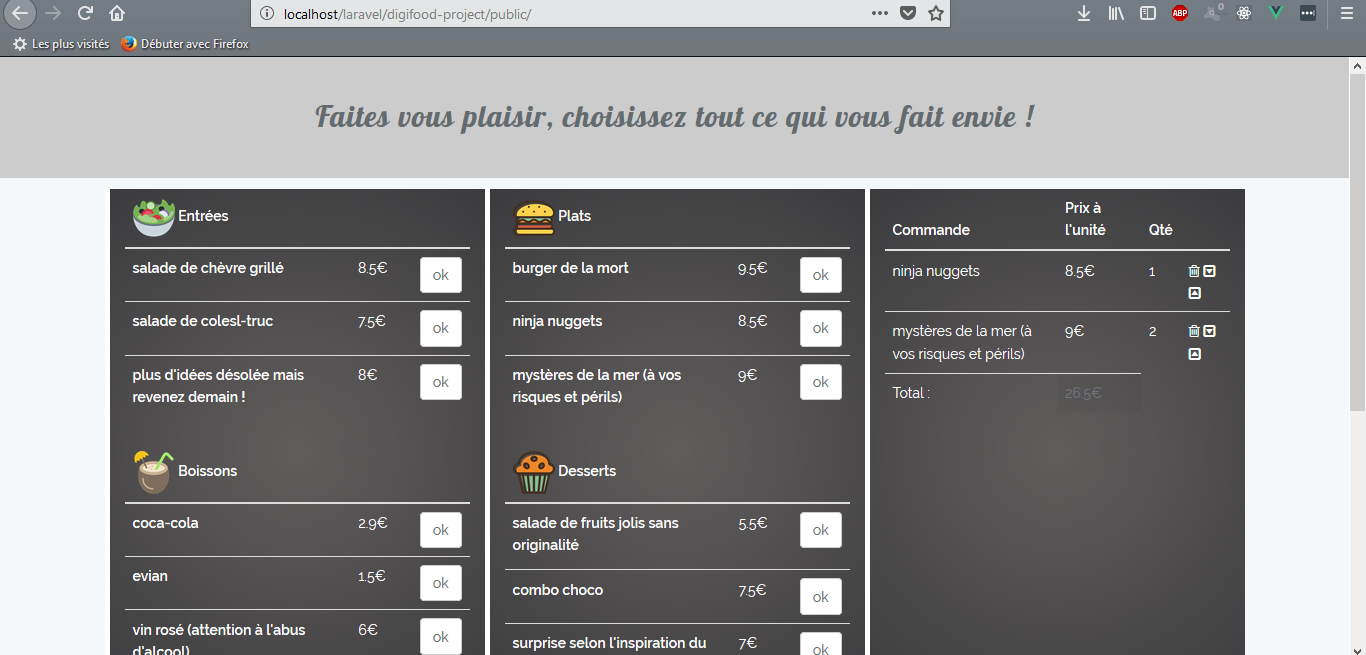 localhost/laravel/digifood-project/public/
ABP
0
Les plus visités
Débuter avec Firefox
Faites vous plaisir, choisissez tout ce qui vous fait envie !
Entrées
salade de chèvre grillé 8.5€ ok
salade de colesl-truc 7.5€ ok
plus d'idées désolée mais 8€ ok
revenez demain !
Boissons
coca-cola 2.9€ ok
evian 1.5€ ok
vin rosé (attention à l'abus 6€ ok
d'alcool)
Plats
burger de la mort 9.5€ ok
ninja nuggets 8.5€ ok
mystères de la mer (à vos 9€ ok
risques et périls)
Desserts
salade de fruits jolis sans 5.5€ ok
originalité
combo choco 7.5€ ok
surprise selon l'inspiration du 7€ ok
Prix à
Commande l'unité Qté
ninja nuggets 8.5€ 1
mystères de la mer (à 9€ 2
vos risques et périls)
Total : 26.5€